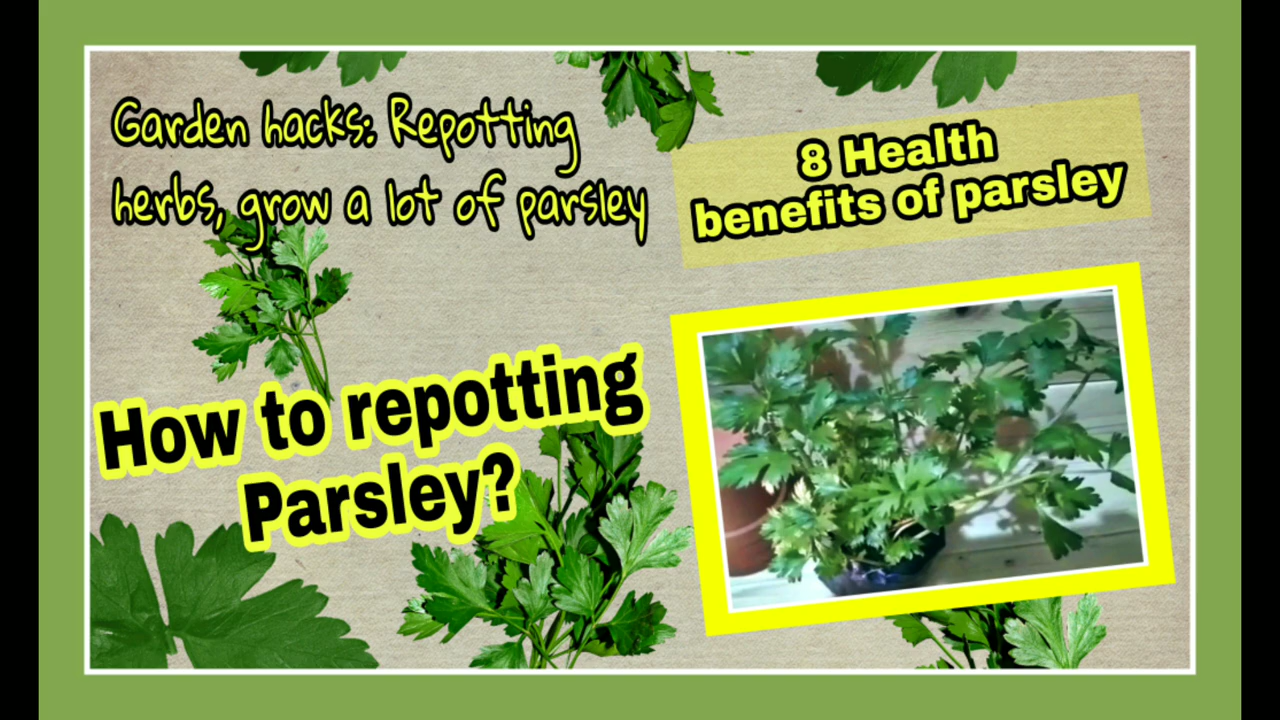 Garden hacks: Repotting
herbs, grow a lot of parsley
8 Health
benefits of parsley
How to repotting
Parsley?